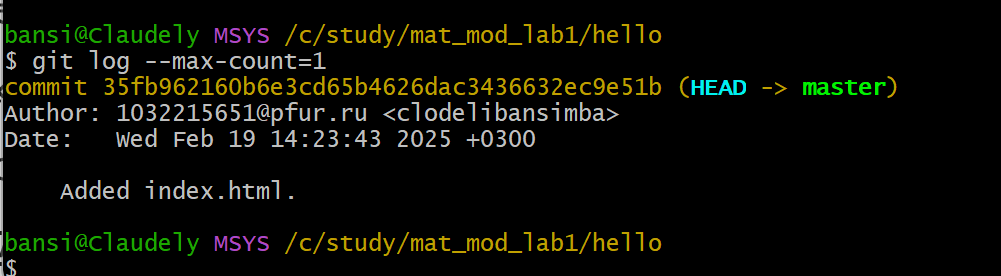 bansi@Claudely MSYS /c/study/mat_mod_lab1/hello
$ git log --max-count=1
commit 35fb962160b6e3cd65b4626dac3436632ec9e51b (HEAD -> master)
Author: 1032215651@pfur.ru <clodelibansimba>
Date:   Wed Feb 19 14:23:43 2025 +0300
    Added index.html.
bansi@Claudely MSYS /c/study/mat_mod_lab1/hello
$